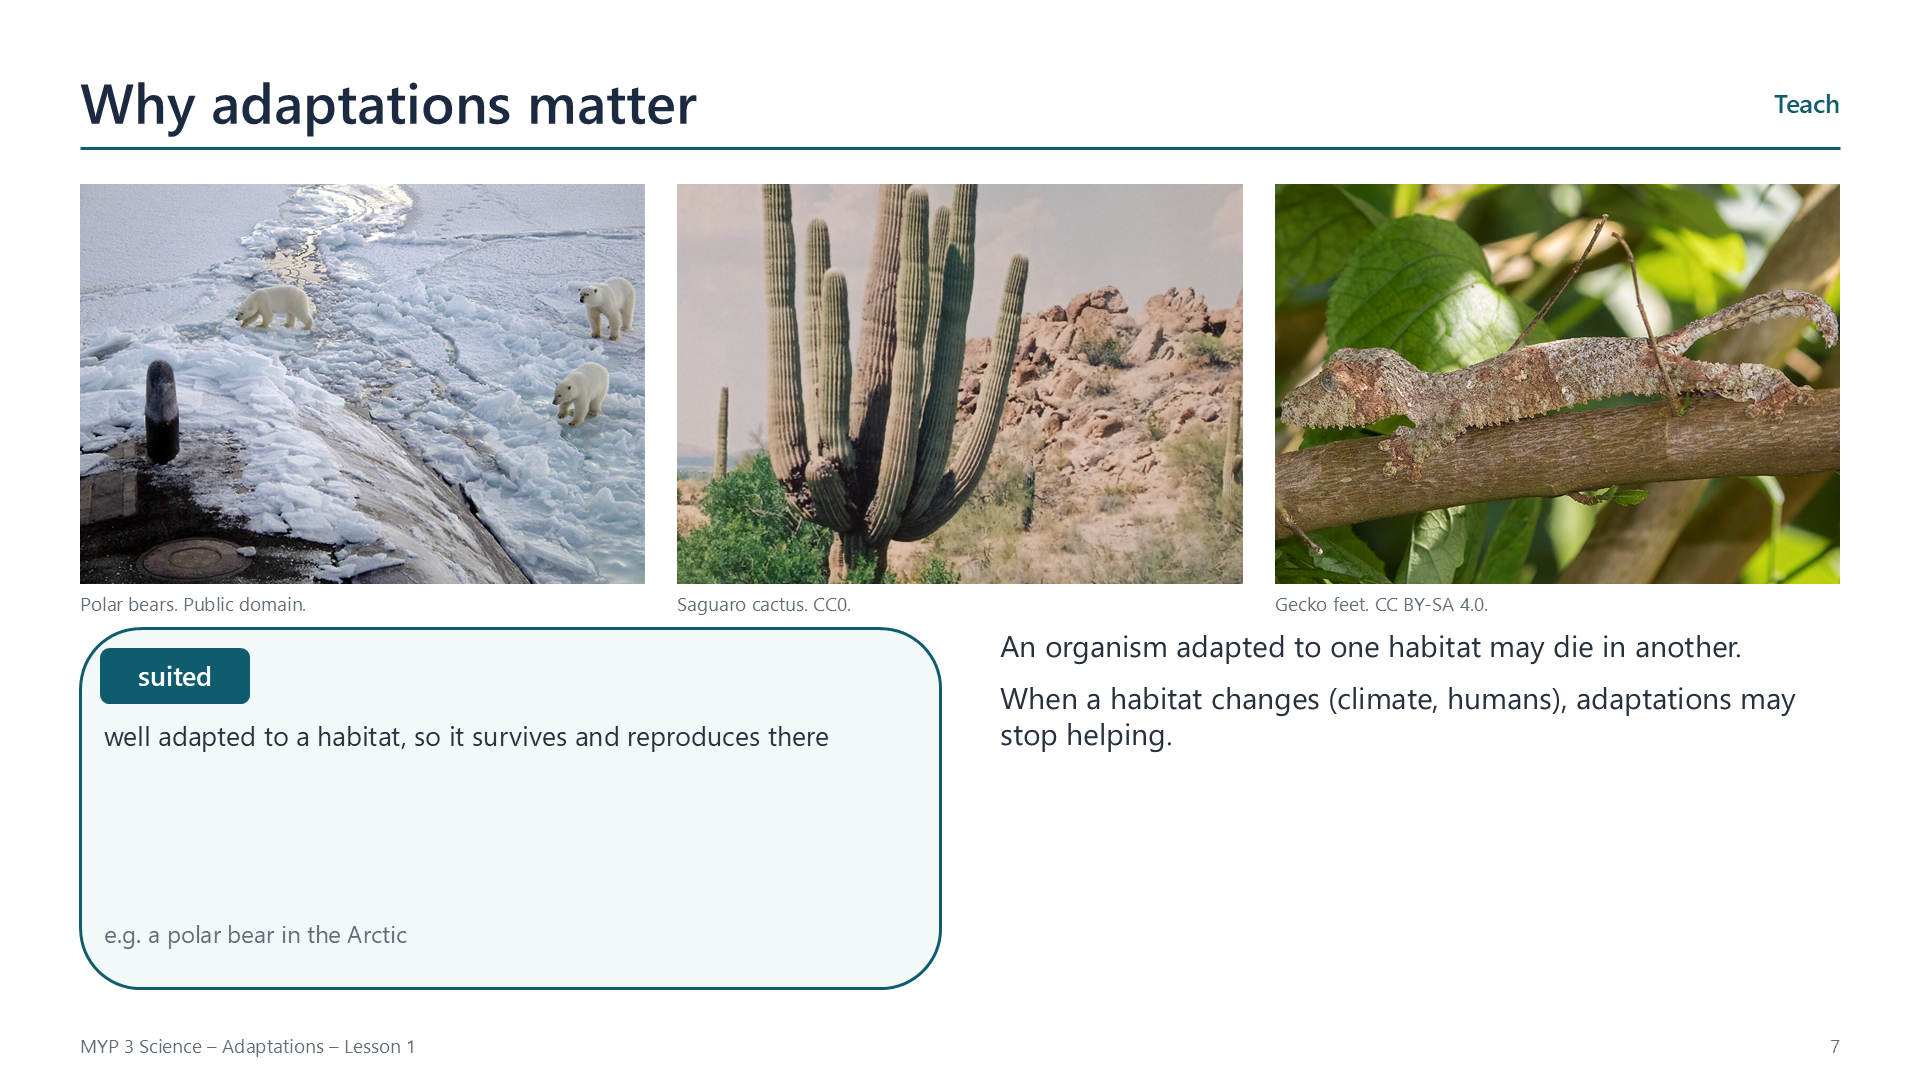 Why adaptations matter
Teach
Polar bears. Public domain.
Saguaro cactus. CC0.
Gecko feet. CC BY-SA 4.0.
suited
well adapted to a habitat, so it survives and reproduces there
e.g. a polar bear in the Arctic
An organism adapted to one habitat may die in another.
When a habitat changes (climate, humans), adaptations may
stop helping.
MYP 3 Science – Adaptations – Lesson 1
7